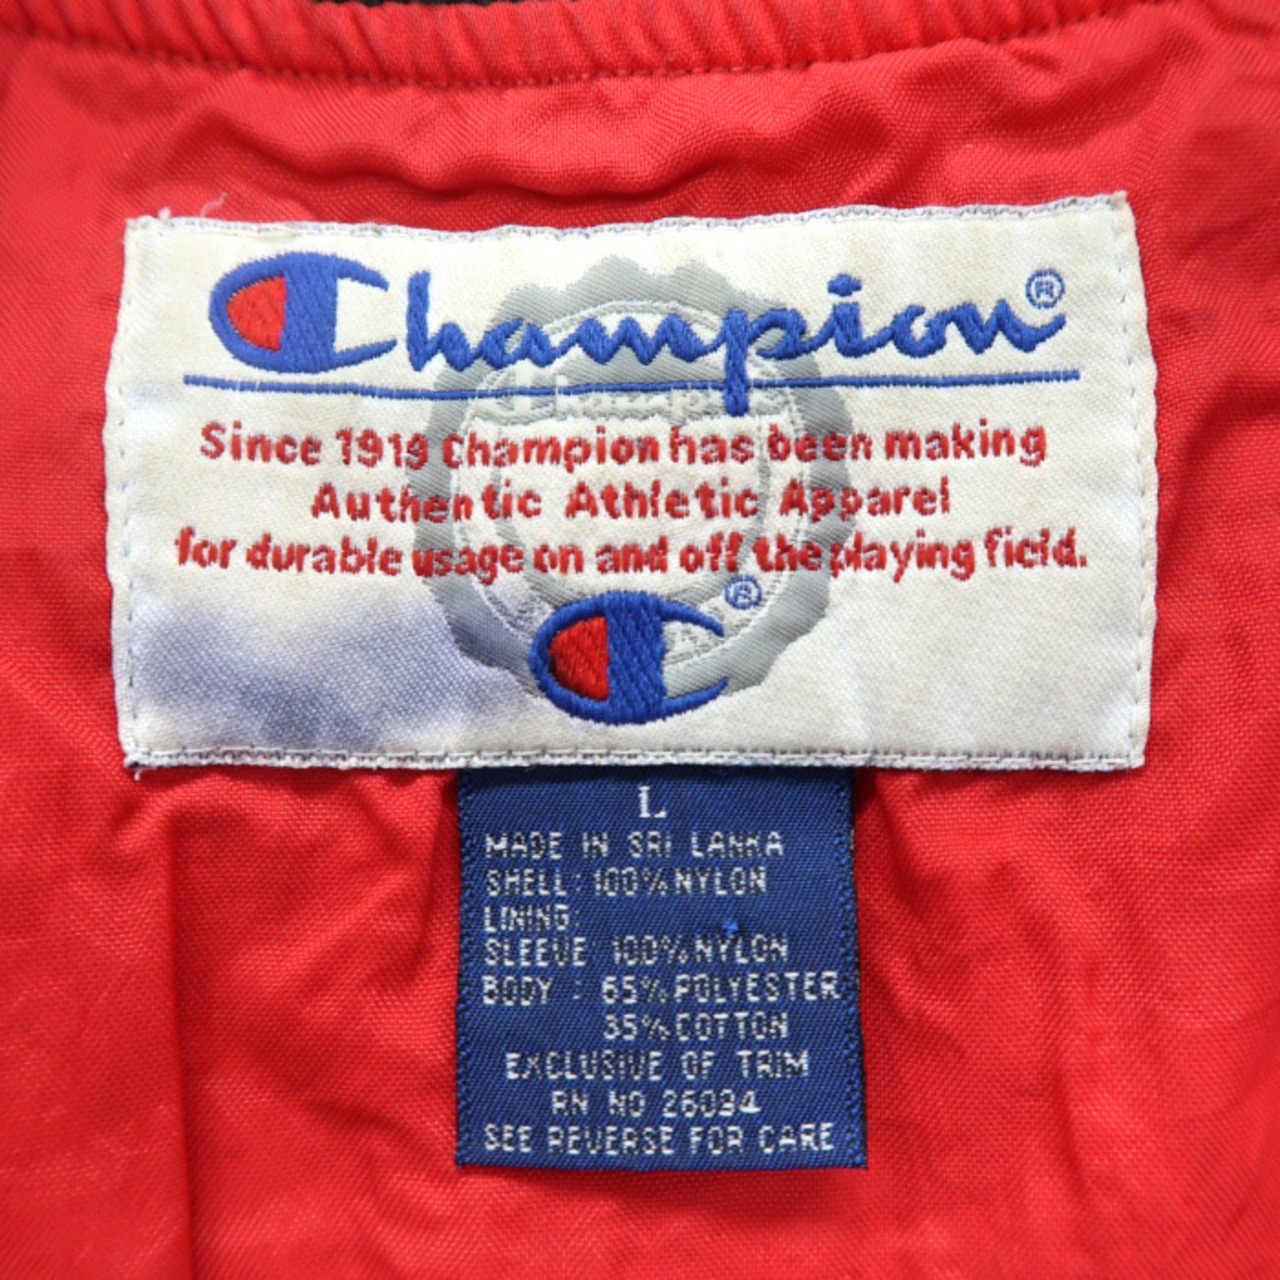 Champion®
Since 1919 Champion has been making
Authentic Athletic Apparel
for durable usage on and off the playing field.
®
L
MADE IN SRI LANKA
SHELL: 100% NYLON
LINING:
SLEEVE 100% NYLON
BODY : 65% POLYESTER
35% COTTON
EXCLUSIVE OF TRIM
RN NO 26094
SEE REVERSE FOR CARE